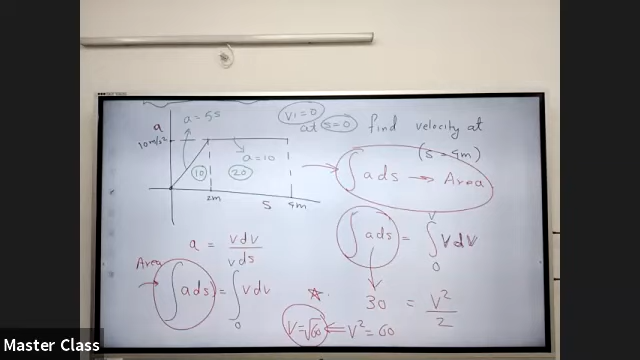 a = 5s
V1=0
at s=0 find velocity at
(s=4m)
a
10m/s²
a=10
10
20
2m
S
4m
∫ads → Area
a = vdv
ds
∫ads = ∫vdv
0
V
Area
∫ads = ∫vdv
0
30 = V²
2
V=√60 ⇐ V²=60
Master Class